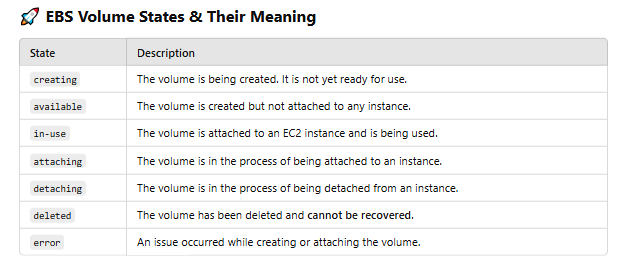 🚀 EBS Volume States & Their Meaning
State Description
creating The volume is being created. It is not yet ready for use.
available The volume is created but not attached to any instance.
in-use The volume is attached to an EC2 instance and is being used.
attaching The volume is in the process of being attached to an instance.
detaching The volume is in the process of being detached from an instance.
deleted The volume has been deleted and cannot be recovered.
error An issue occurred while creating or attaching the volume.